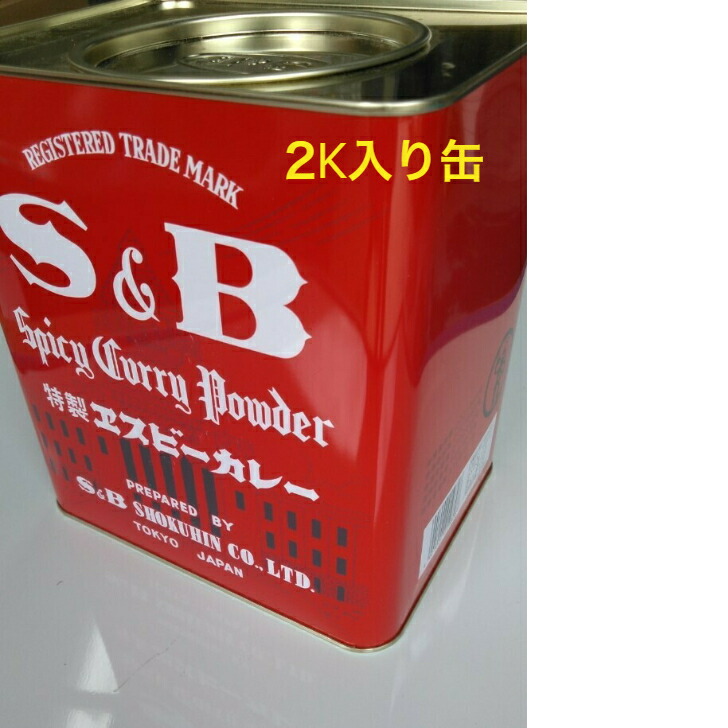 REGISTERED TRADE MARK
2K入り缶
S & B
Spicy Curry Powder
特製ヱスビーカレー
PREPARED BY
S&B SHOKUHIN CO., LTD.
TOKYO JAPAN